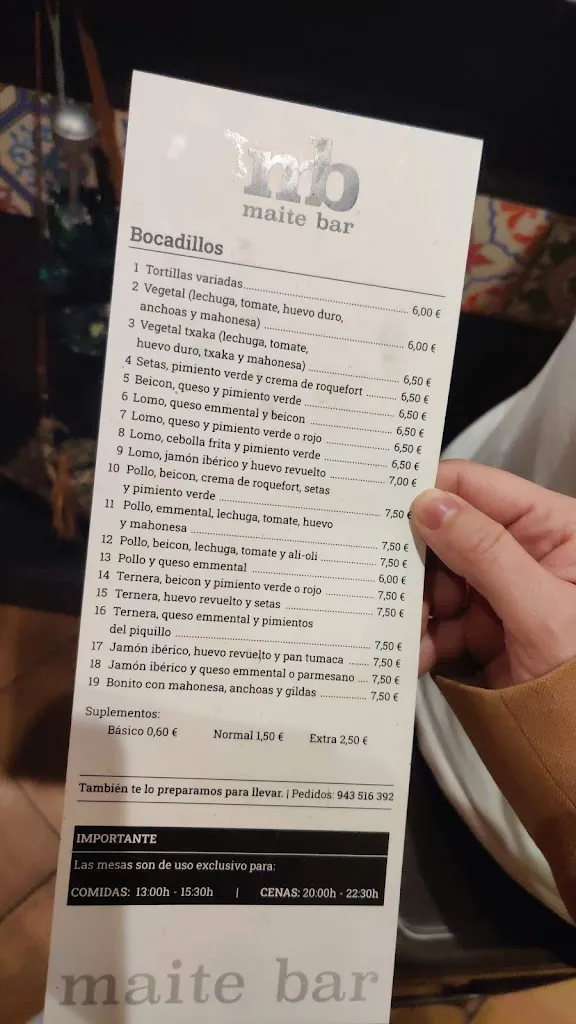 mb
maite bar
Bocadillos
1 Tortillas variadas 6,00 €
2 Vegetal (lechuga, tomate, huevo duro,
anchoas y mahonesa) 6,00 €
3 Vegetal txaka (lechuga, tomate,
huevo duro, txaka y mahonesa) 6,50 €
4 Setas, pimiento verde y crema de roquefort 6,50 €
5 Beicon, queso y pimiento verde 6,50 €
6 Lomo, queso emmental y beicon 6,50 €
7 Lomo, queso y pimiento verde o rojo 6,50 €
8 Lomo, cebolla frita y pimiento verde 6,50 €
9 Lomo, jamón ibérico y huevo revuelto 7,00 €
10 Pollo, beicon, crema de roquefort, setas
y pimiento verde 7,50 €
11 Pollo, emmental, lechuga, tomate, huevo
y mahonesa 7,50 €
12 Pollo, beicon, lechuga, tomate y ali-oli 7,50 €
13 Pollo y queso emmental 6,00 €
14 Ternera, beicon y pimiento verde o rojo 7,50 €
15 Ternera, huevo revuelto y setas 7,50 €
16 Ternera, queso emmental y pimientos
del piquillo 7,50 €
17 Jamón ibérico, huevo revuelto y pan tumaca 7,50 €
18 Jamón ibérico y queso emmental o parmesano 7,50 €
19 Bonito con mahonesa, anchoas y gildas 7,50 €
Suplementos:
Básico 0,60 € Normal 1,50 € Extra 2,50 €
También te lo preparamos para llevar. | Pedidos: 943 516 392
IMPORTANTE
Las mesas son de uso exclusivo para:
COMIDAS: 13:00h - 15:30h | CENAS: 20:00h - 22:30h
maite bar